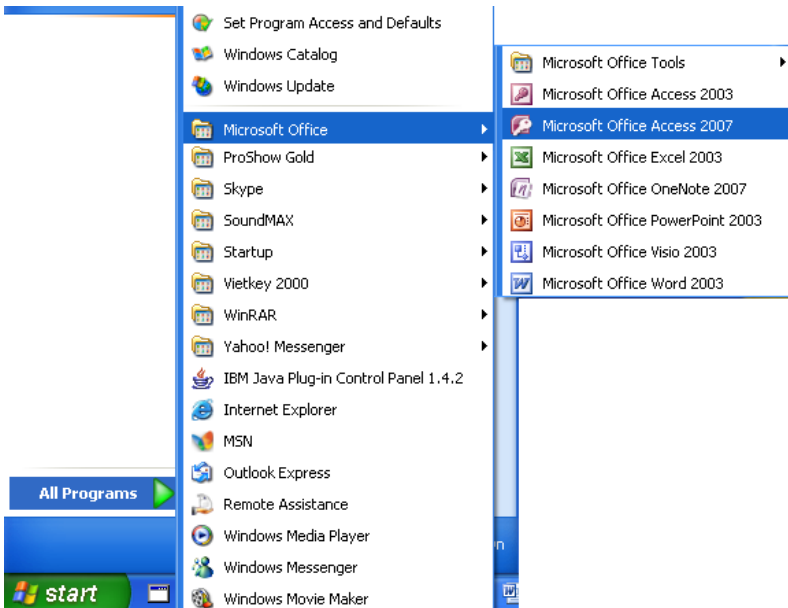 Set Program Access and Defaults
Windows Catalog
Windows Update
Microsoft Office
ProShow Gold
Skype
SoundMAX
Startup
Vietkey 2000
WinRAR
Yahoo! Messenger
IBM Java Plug-in Control Panel 1.4.2
Internet Explorer
MSN
Outlook Express
Remote Assistance
Windows Media Player
Windows Messenger
Windows Movie Maker
Microsoft Office Tools
Microsoft Office Access 2003
Microsoft Office Access 2007
Microsoft Office Excel 2003
Microsoft Office OneNote 2007
Microsoft Office PowerPoint 2003
Microsoft Office Visio 2003
Microsoft Office Word 2003
All Programs
start